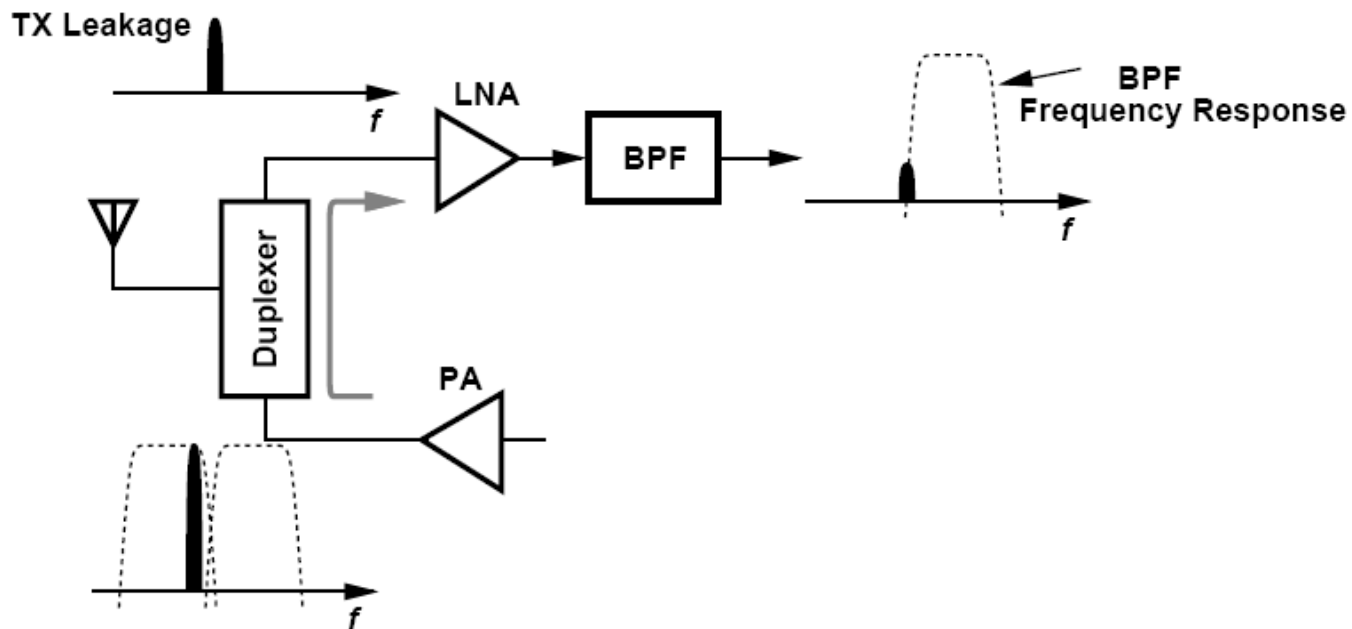 TX Leakage
f
LNA
BPF
BPF
Frequency Response
f
Duplexer
PA
f